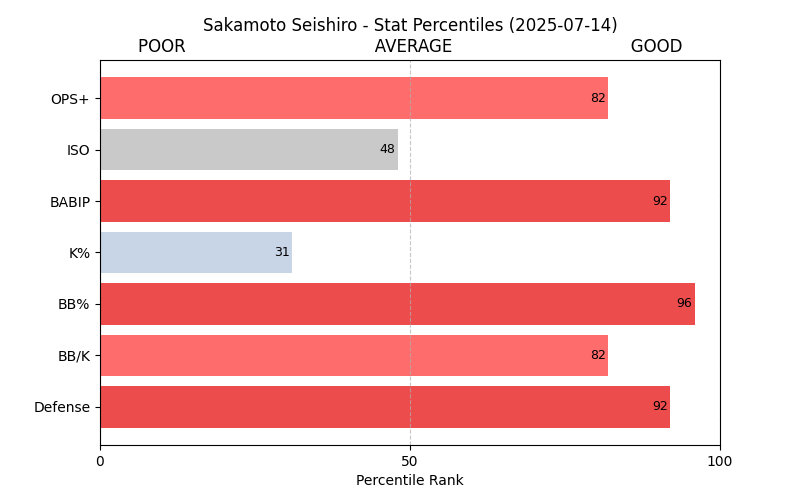 Sakamoto Seishiro - Stat Percentiles (2025-07-14)
POOR AVERAGE GOOD
OPS+ 82
ISO 48
BABIP 92
K% 31
BB% 96
BB/K 82
Defense 92
0 50 100
Percentile Rank